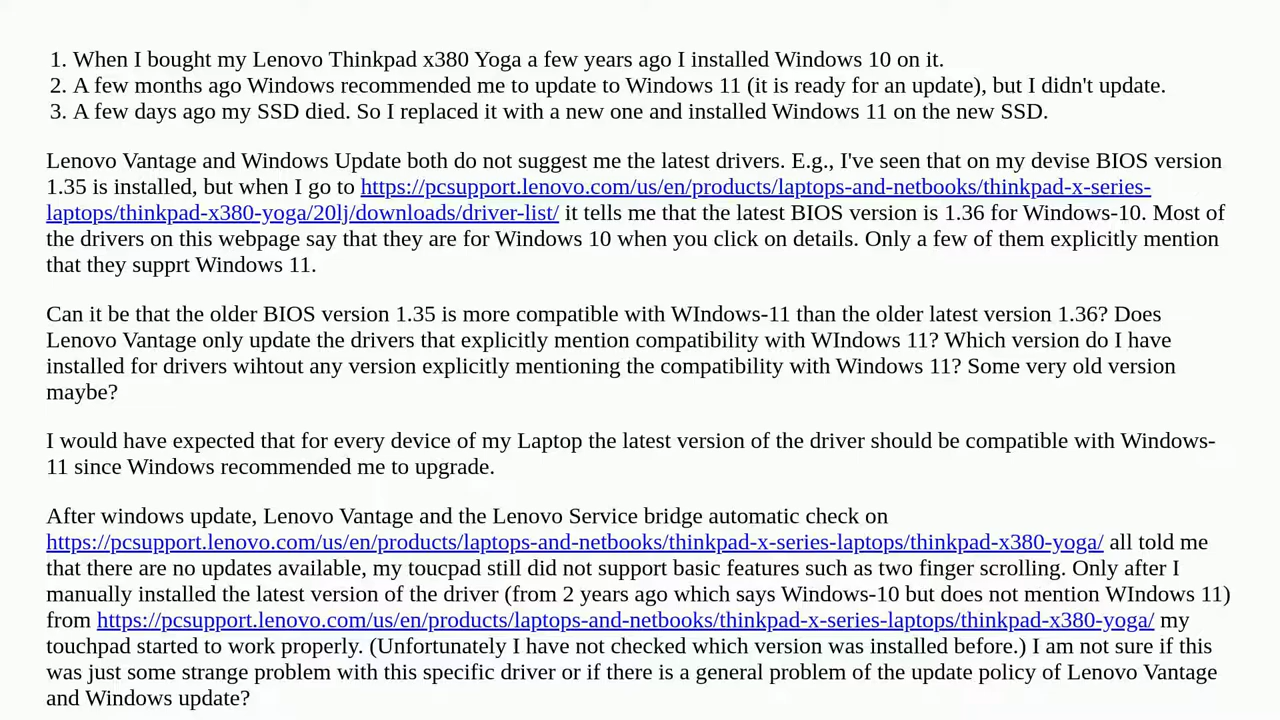 1. When I bought my Lenovo Thinkpad x380 Yoga a few years ago I installed Windows 10 on it.
2. A few months ago Windows recommended me to update to Windows 11 (it is ready for an update), but I didn't update.
3. A few days ago my SSD died. So I replaced it with a new one and installed Windows 11 on the new SSD.
Lenovo Vantage and Windows Update both do not suggest me the latest drivers. E.g., I've seen that on my devise BIOS version
1.35 is installed, but when I go to https://pcsupport.lenovo.com/us/en/products/laptops-and-netbooks/thinkpad-x-series-
laptops/thinkpad-x380-yoga/20lj/downloads/driver-list/ it tells me that the latest BIOS version is 1.36 for Windows-10. Most of
the drivers on this webpage say that they are for Windows 10 when you click on details. Only a few of them explicitly mention
that they supprt Windows 11.
Can it be that the older BIOS version 1.35 is more compatible with WIndows-11 than the older latest version 1.36? Does
Lenovo Vantage only update the drivers that explicitly mention compatibility with WIndows 11? Which version do I have
installed for drivers wihtout any version explicitly mentioning the compatibility with Windows 11? Some very old version
maybe?
I would have expected that for every device of my Laptop the latest version of the driver should be compatible with Windows-
11 since Windows recommended me to upgrade.
After windows update, Lenovo Vantage and the Lenovo Service bridge automatic check on
https://pcsupport.lenovo.com/us/en/products/laptops-and-netbooks/thinkpad-x-series-laptops/thinkpad-x380-yoga/ all told me
that there are no updates available, my toucpad still did not support basic features such as two finger scrolling. Only after I
manually installed the latest version of the driver (from 2 years ago which says Windows-10 but does not mention WIndows 11)
from https://pcsupport.lenovo.com/us/en/products/laptops-and-netbooks/thinkpad-x-series-laptops/thinkpad-x380-yoga/ my
touchpad started to work properly. (Unfortunately I have not checked which version was installed before.) I am not sure if this
was just some strange problem with this specific driver or if there is a general problem of the update policy of Lenovo Vantage
and Windows update?